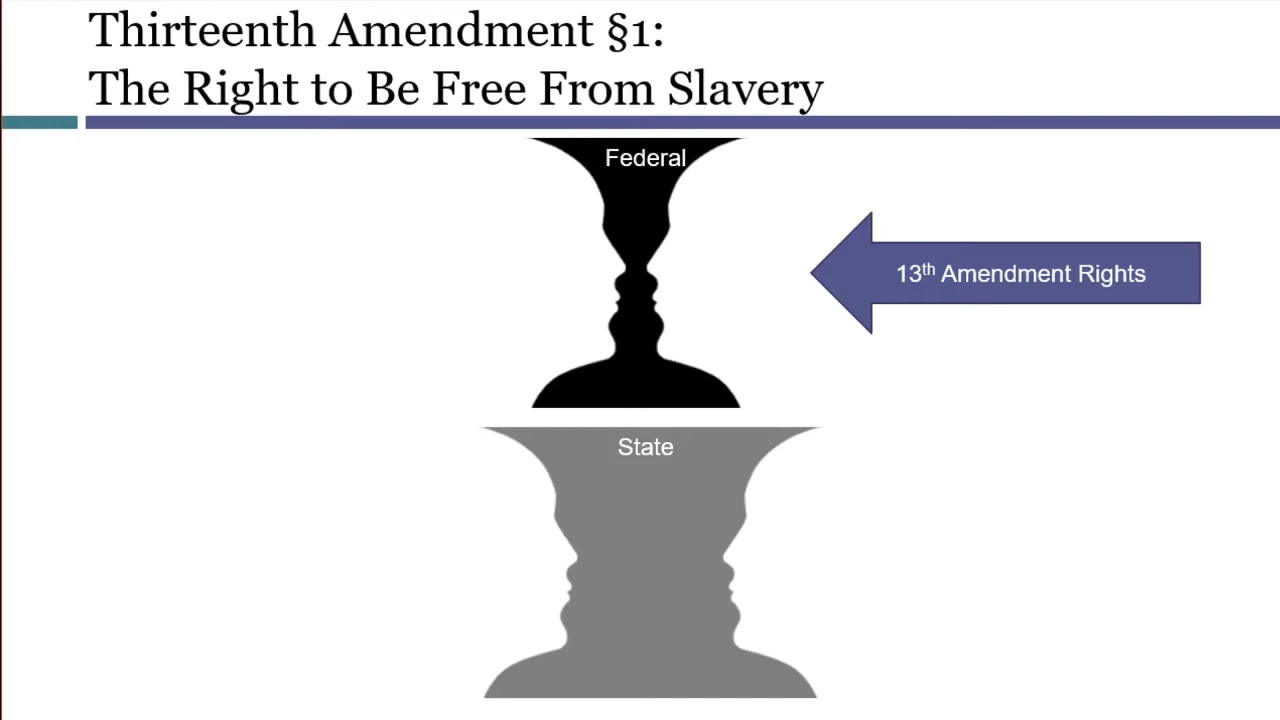 Thirteenth Amendment §1:
The Right to Be Free From Slavery
Federal
13th Amendment Rights
State